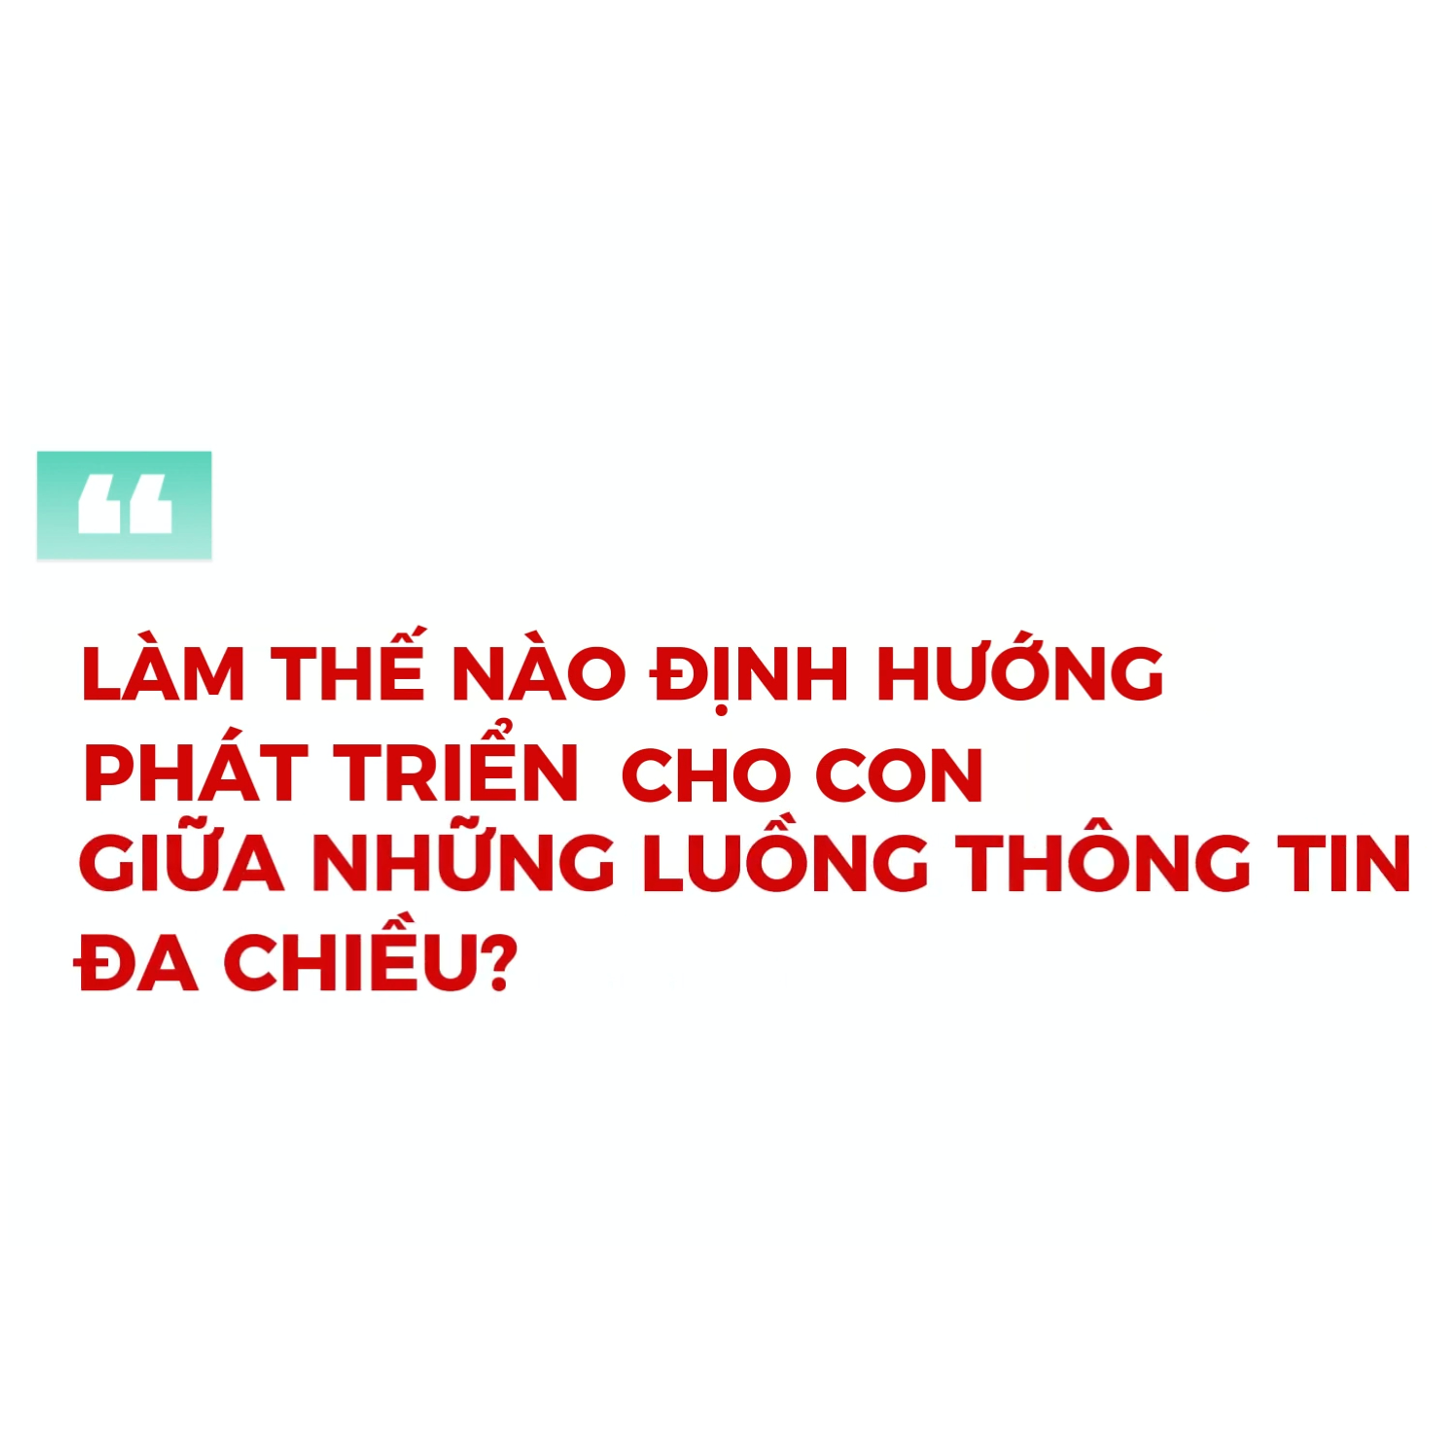 “
LÀM THẾ NÀO ĐỊNH HƯỚNG
PHÁT TRIỂN CHO CON
GIỮA NHỮNG LUỒNG THÔNG TIN
ĐA CHIỀU?